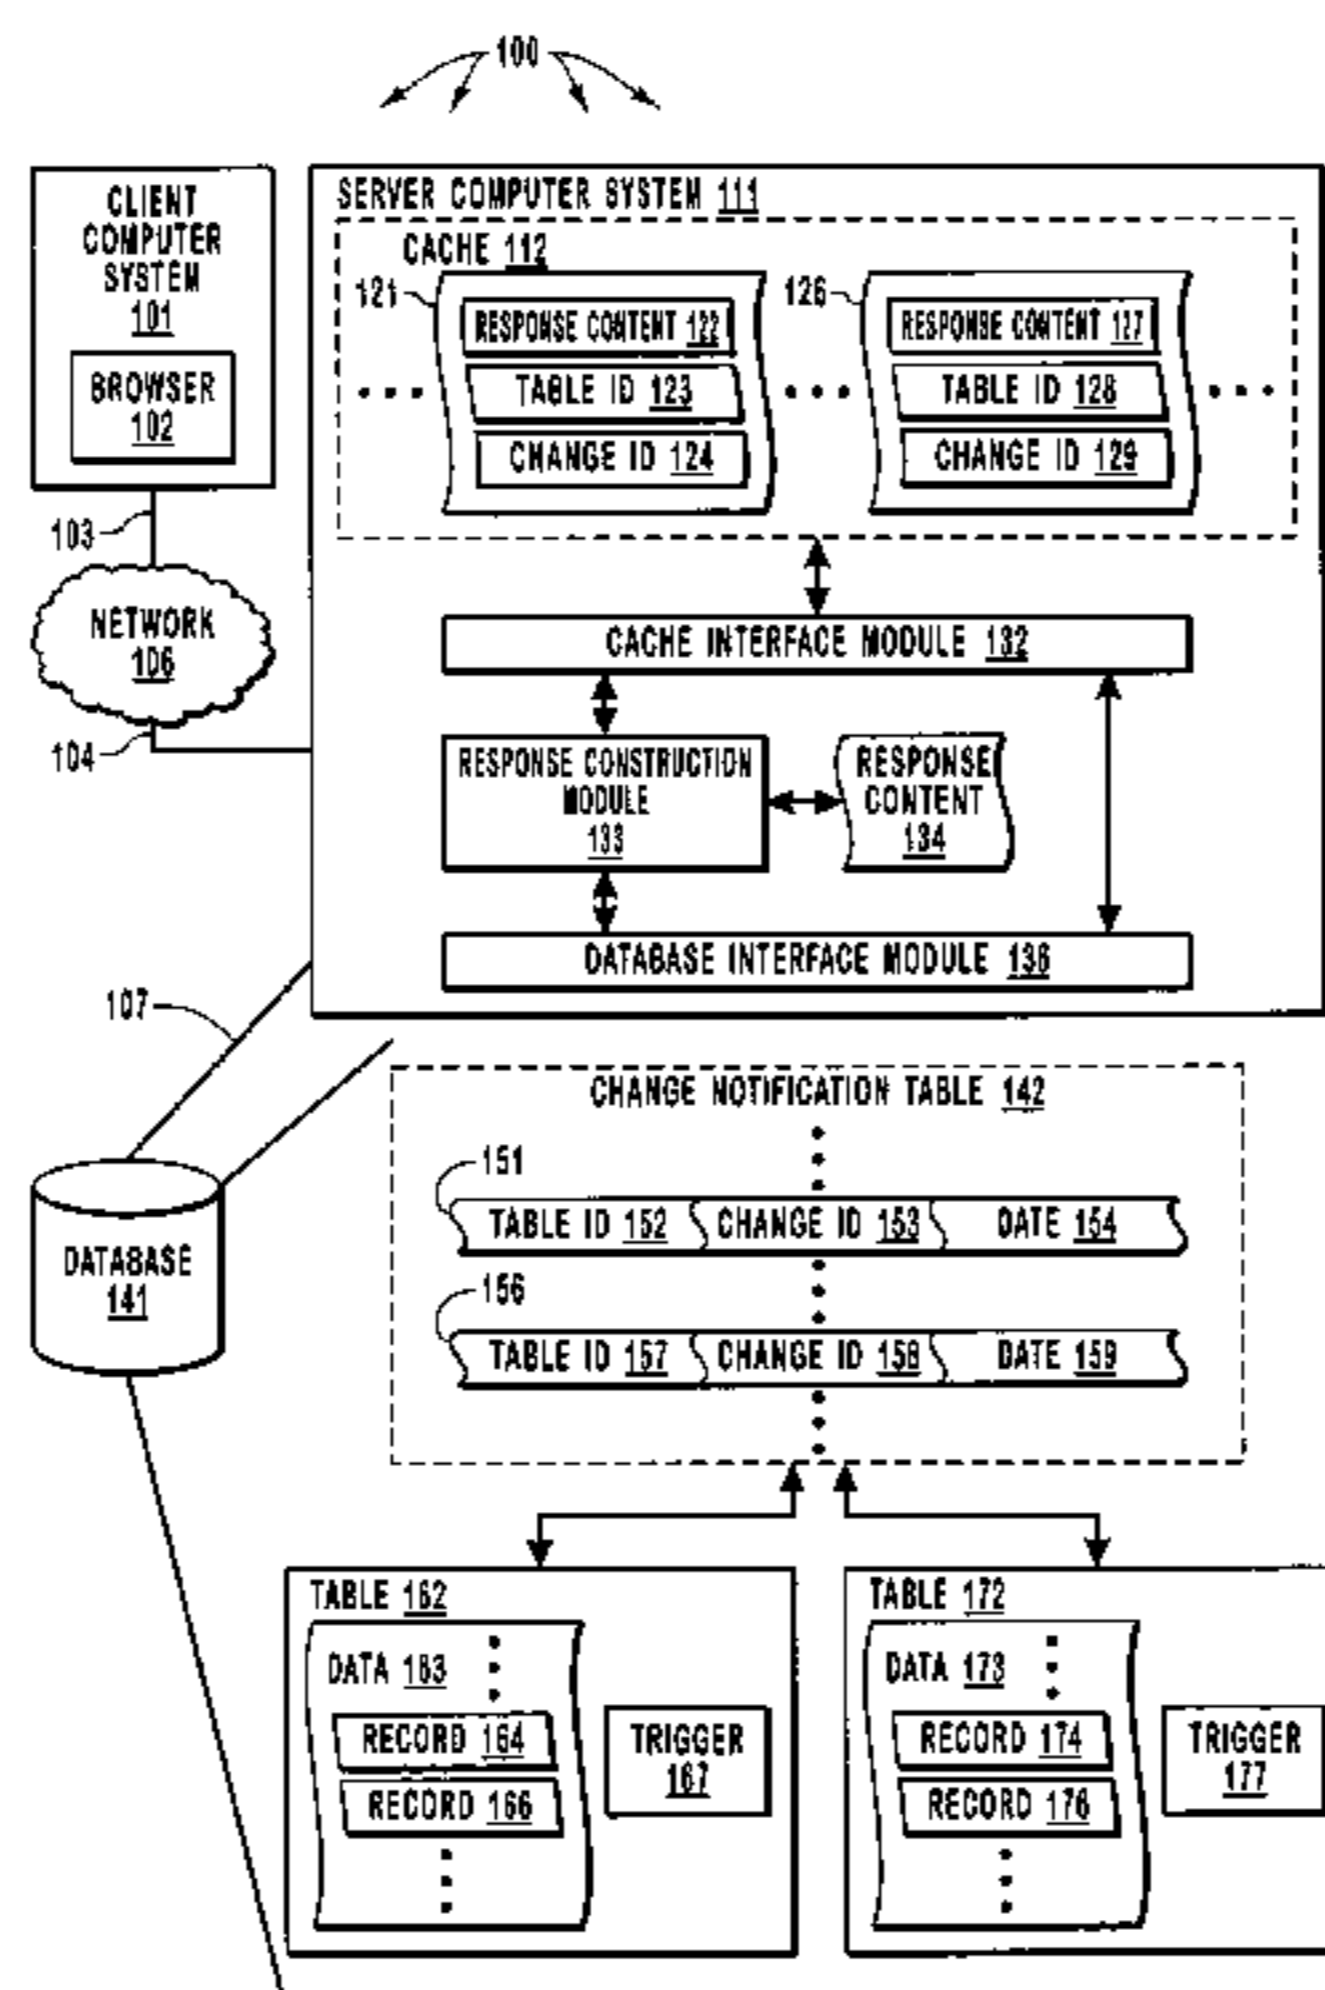 100
CLIENT
COMPUTER
SYSTEM
101
BROWSER
102
103
NETWORK
106
104
SERVER COMPUTER SYSTEM 111
CACHE 112
121
RESPONSE CONTENT 122
TABLE ID 123
CHANGE ID 124
126
RESPONSE CONTENT 127
TABLE ID 128
CHANGE ID 129
CACHE INTERFACE MODULE 132
RESPONSE CONSTRUCTION
MODULE
133
RESPONSE
CONTENT
134
DATABASE INTERFACE MODULE 136
107
DATABASE
141
CHANGE NOTIFICATION TABLE 142
151
TABLE ID 152 CHANGE ID 153 DATE 154
156
TABLE ID 157 CHANGE ID 158 DATE 159
TABLE 162
DATA 163
RECORD 164
RECORD 166
TRIGGER
167
TABLE 172
DATA 173
RECORD 174
RECORD 176
TRIGGER
177